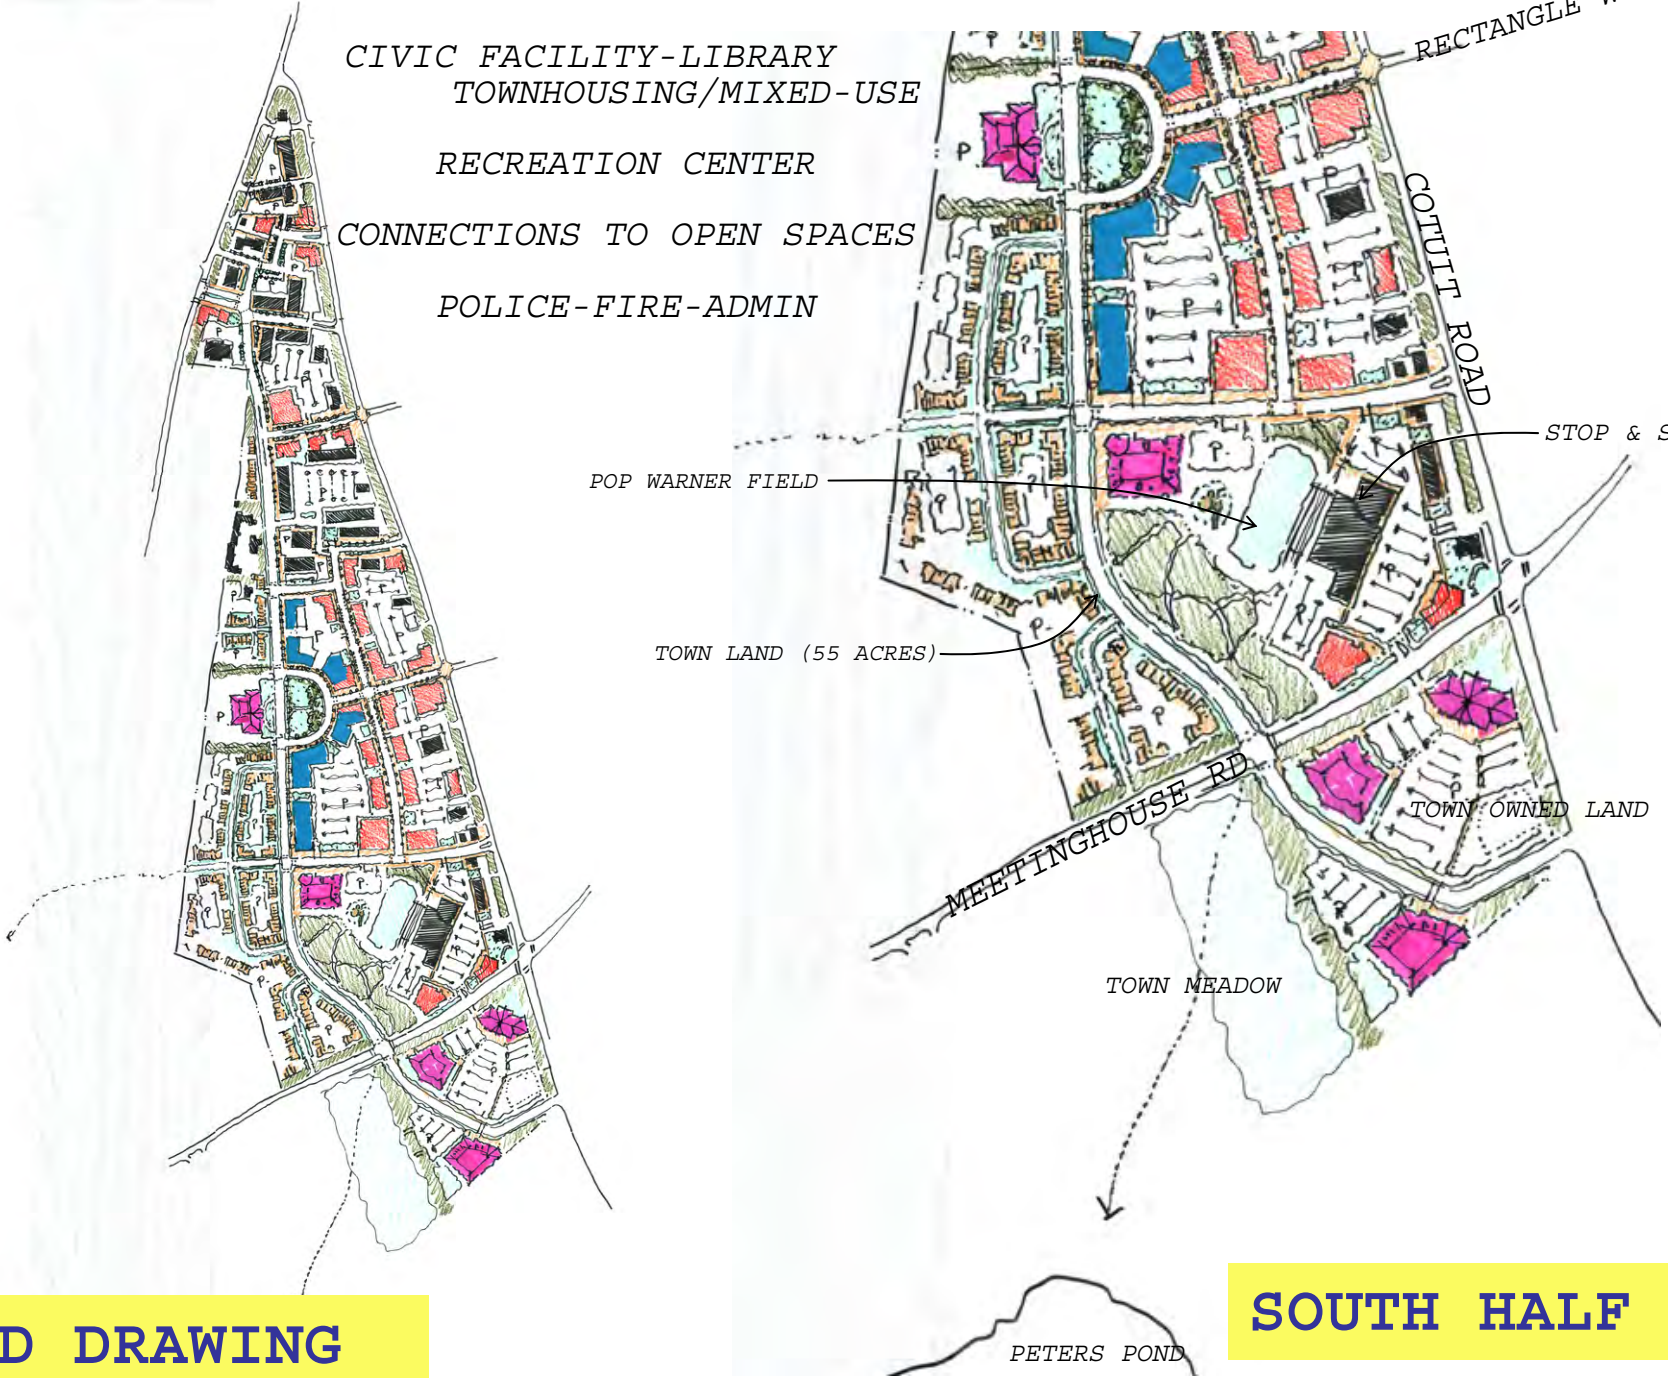 CIVIC FACILITY-LIBRARY
TOWNHOUSING/MIXED-USE
RECREATION CENTER
CONNECTIONS TO OPEN SPACES
POLICE-FIRE-ADMIN
RECTANGLE
COTUIT ROAD
STOP & S
POP WARNER FIELD
TOWN LAND (55 ACRES)
MEETINGHOUSE RD
TOWN OWNED LAND
TOWN MEADOW
PETERS POND
D DRAWING
SOUTH HALF